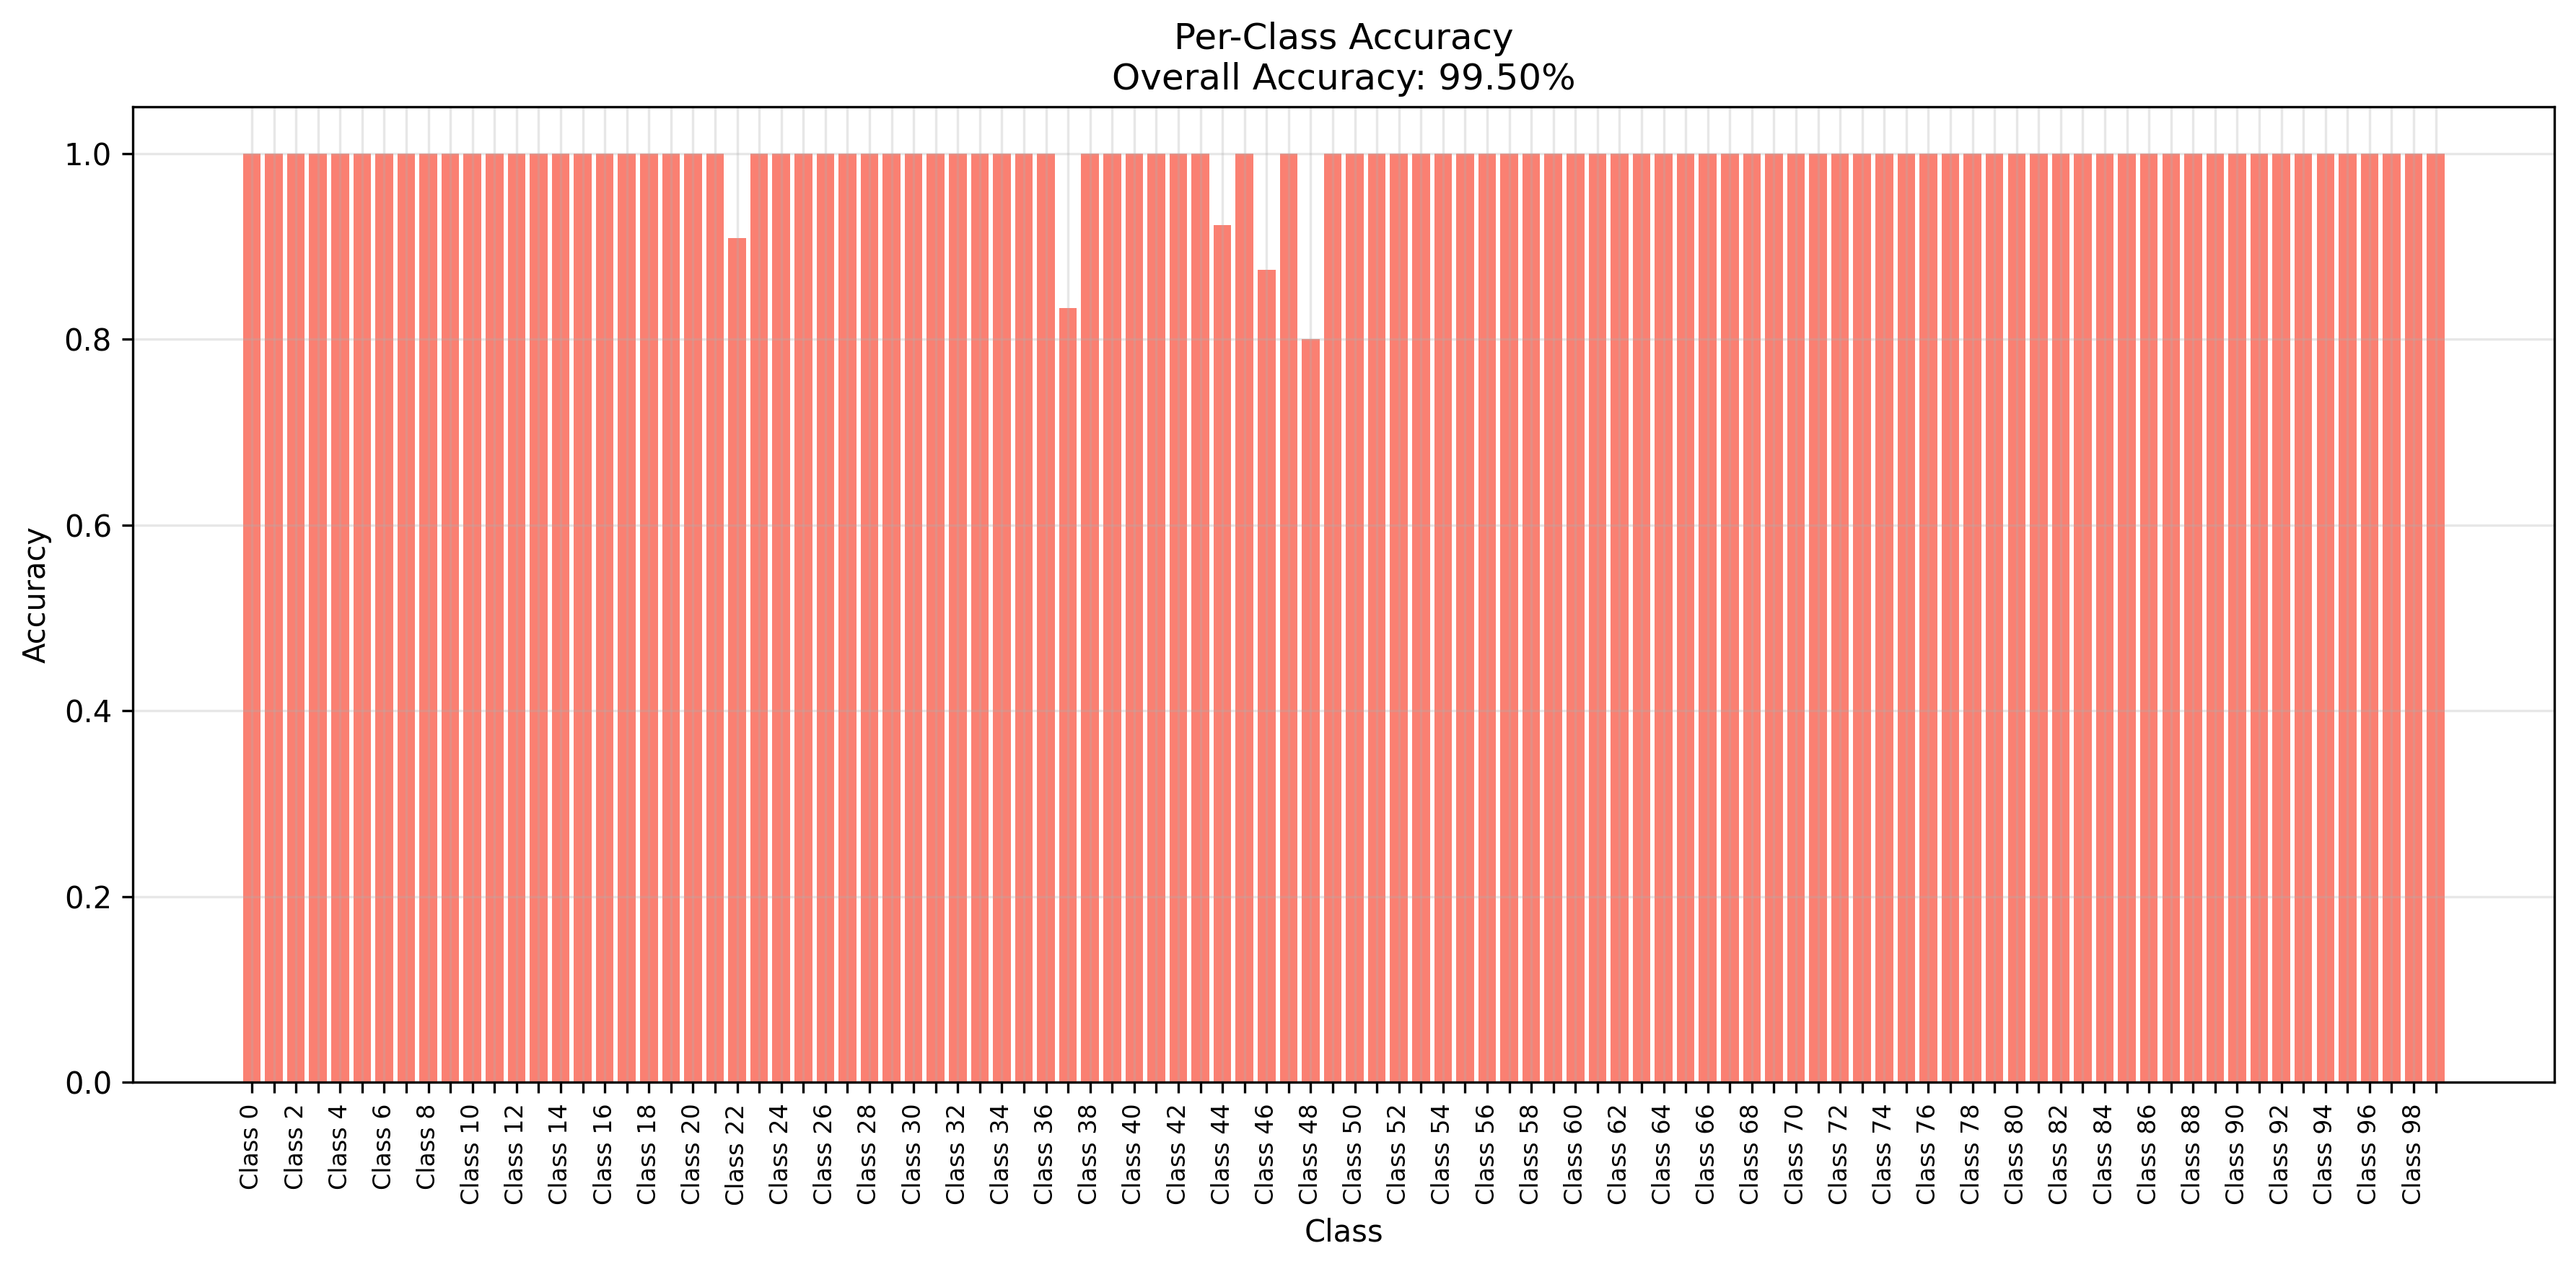 Per-Class Accuracy
Overall Accuracy: 99.50%
Accuracy
1.0
0.8
0.6
0.4
0.2
0.0
Class 0
Class 2
Class 4
Class 6
Class 8
Class 10
Class 12
Class 14
Class 16
Class 18
Class 20
Class 22
Class 24
Class 26
Class 28
Class 30
Class 32
Class 34
Class 36
Class 38
Class 40
Class 42
Class 44
Class 46
Class 48
Class 50
Class 52
Class 54
Class 56
Class 58
Class 60
Class 62
Class 64
Class 66
Class 68
Class 70
Class 72
Class 74
Class 76
Class 78
Class 80
Class 82
Class 84
Class 86
Class 88
Class 90
Class 92
Class 94
Class 96
Class 98
Class